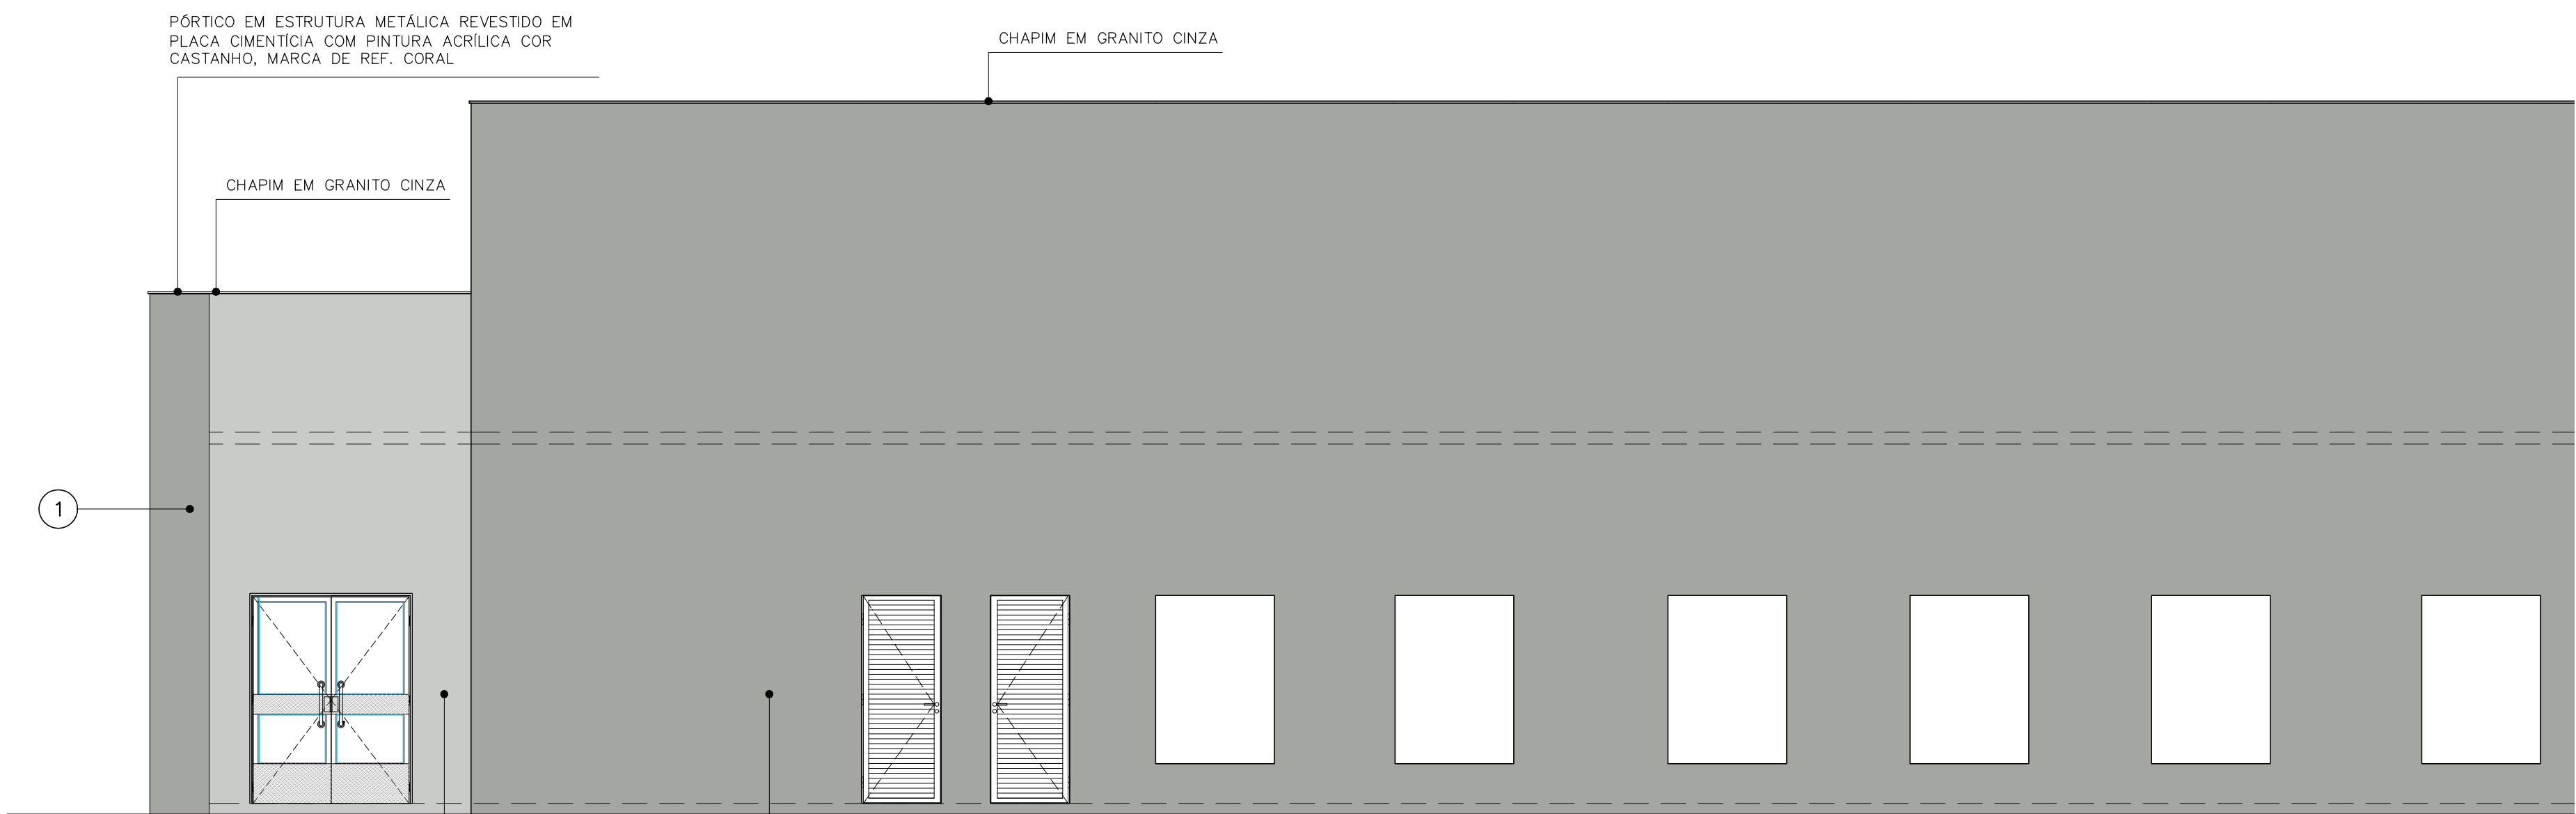 PÓRTICO EM ESTRUTURA METÁLICA REVESTIDO EM
PLACA CIMENTÍCIA COM PINTURA ACRÍLICA COR
CASTANHO, MARCA DE REF. CORAL
CHAPIM EM GRANITO CINZA
CHAPIM EM GRANITO CINZA
1